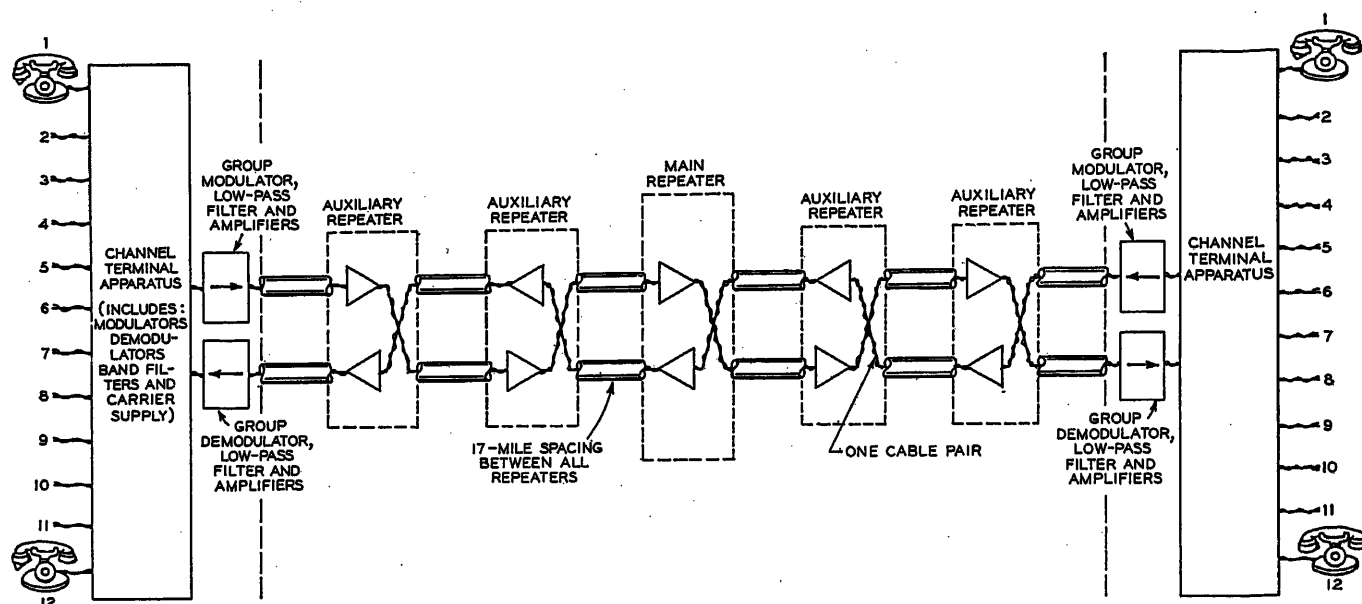 1
2
3
4
5
6
7
8
9
10
11
12
CHANNEL
TERMINAL
APPARATUS
(INCLUDES:
MODULATORS
DEMODU-
LATORS
BAND FIL-
TERS AND
CARRIER
SUPPLY)
GROUP
MODULATOR,
LOW-PASS
FILTER AND
AMPLIFIERS
GROUP
DEMODULATOR,
LOW-PASS
FILTER AND
AMPLIFIERS
AUXILIARY
REPEATER
AUXILIARY
REPEATER
17-MILE SPACING
BETWEEN ALL
REPEATERS
MAIN
REPEATER
AUXILIARY
REPEATER
ONE CABLE PAIR
AUXILIARY
REPEATER
GROUP
MODULATOR,
LOW-PASS
FILTER AND
AMPLIFIERS
GROUP
DEMODULATOR,
LOW-PASS
FILTER AND
AMPLIFIERS
CHANNEL
TERMINAL
APPARATUS
1
2
3
4
5
6
7
8
9
10
11
12